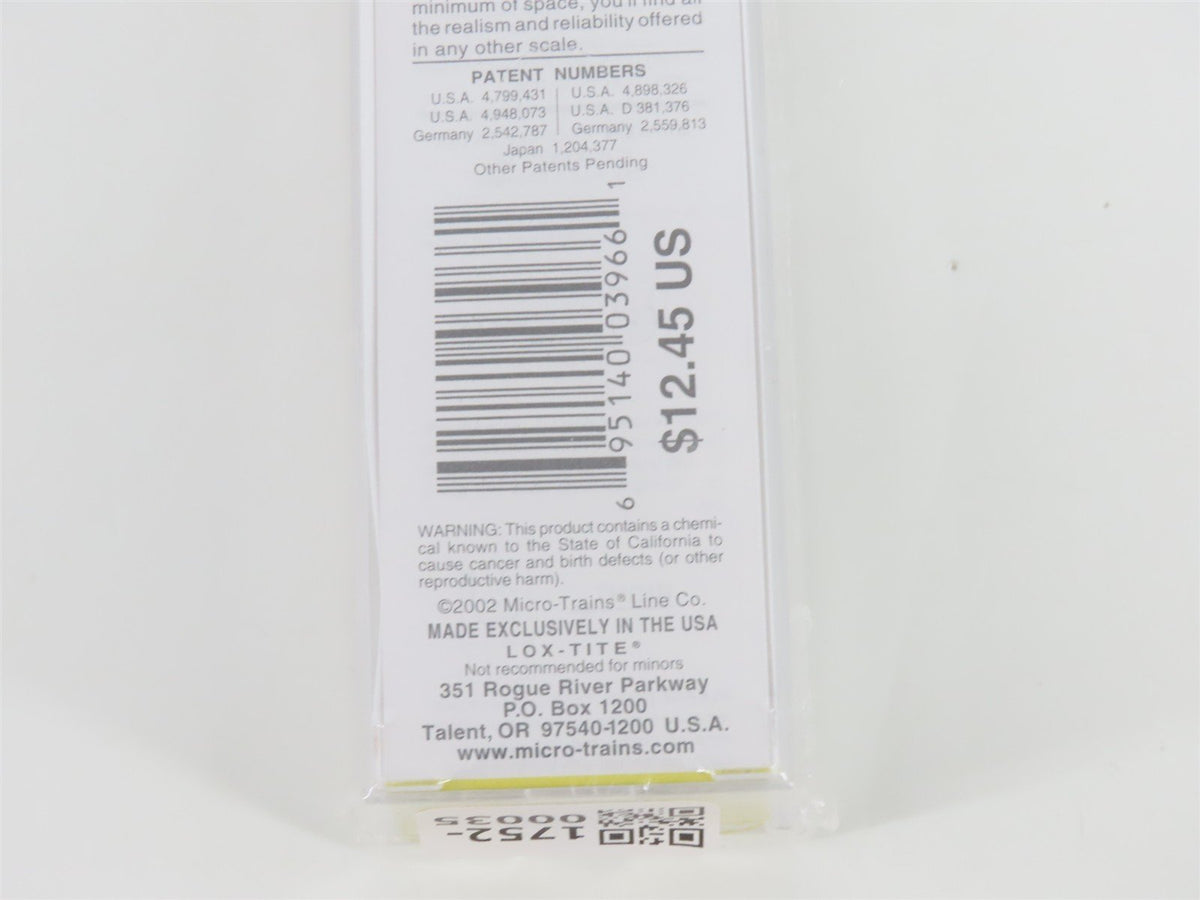 minimum of space, you'll find all
the realism and reliability offered
in any other scale.
PATENT NUMBERS
U.S.A. 4,799,431 U.S.A. 4,898,326
U.S.A. 4,948,073 U.S.A. D 381,376
Germany 2,542,787 Germany 2,559,813
Japan 1,204,377
Other Patents Pending
6 95140 03966 1
$12.45 US
WARNING: This product contains a chemi-
cal known to the State of California to
cause cancer and birth defects (or other
reproductive harm).
©2002 Micro-Trains® Line Co.
MADE EXCLUSIVELY IN THE USA
LOX-TITE®
Not recommended for minors
351 Rogue River Parkway
P.O. Box 1200
Talent, OR 97540-1200 U.S.A.
www.micro-trains.com
1752-
00035